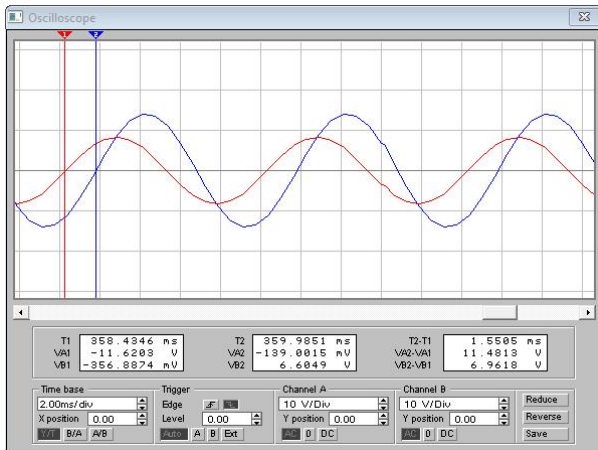 Oscilloscope
1 2
T1 358.4346 ms T2 359.9851 ms T2-T1 1.5505 ms
VA1 -11.6203 V VA2 -139.0015 mV VA2-VA1 11.4813 V
VB1 -356.8874 mV VB2 6.6049 V VB2-VB1 6.9618 V
Time base Trigger Channel A Channel B
2.00ms/div Edge 10 V/Div 10 V/Div Reduce
X position 0.00 Level 0.00 Y position 0.00 Y position 0.00 Reverse
Y/T B/A A/B Auto A B Ext AC 0 DC AC 0 DC Save